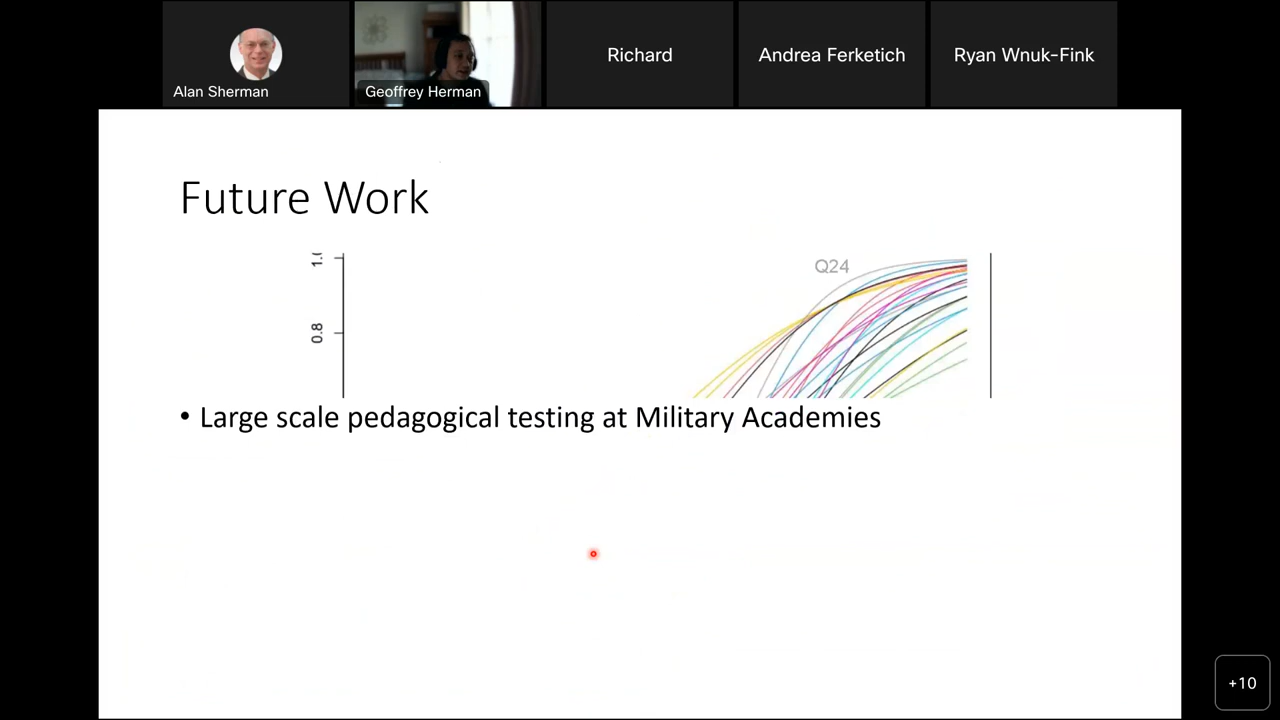 Alan Sherman
Geoffrey Herman
Richard
Andrea Ferketich
Ryan Wnuk-Fink
Future Work
Q24
0.8
• Large scale pedagogical testing at Military Academies
+10